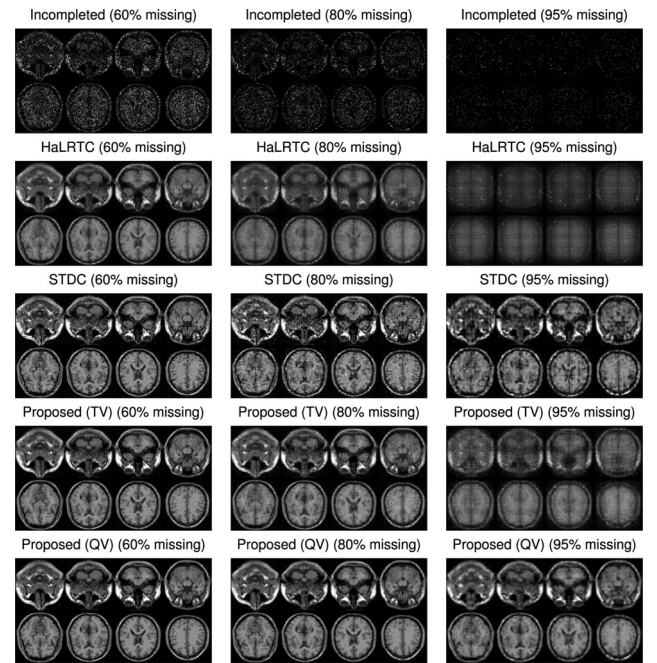 Incompleted (60% missing)
Incompleted (80% missing)
Incompleted (95% missing)
HaLRTC (60% missing)
HaLRTC (80% missing)
HaLRTC (95% missing)
STDC (60% missing)
STDC (80% missing)
STDC (95% missing)
Proposed (TV) (60% missing)
Proposed (TV) (80% missing)
Proposed (TV) (95% missing)
Proposed (QV) (60% missing)
Proposed (QV) (80% missing)
Proposed (QV) (95% missing)